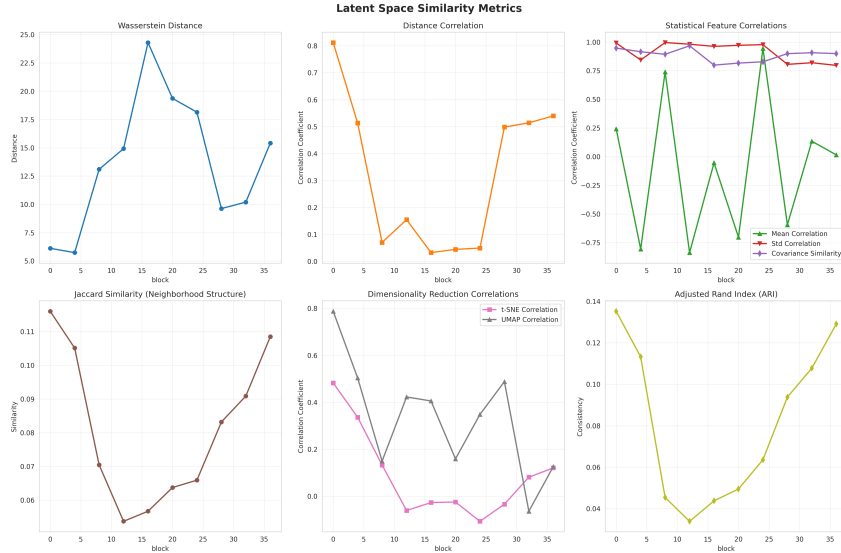 Latent Space Similarity Metrics
Wasserstein Distance
25.0
22.5
20.0
17.5
15.0
12.5
10.0
7.5
5.0
Distance
0 5 10 15 20 25 30 35
block
Distance Correlation
0.8
0.7
0.6
0.5
0.4
0.3
0.2
0.1
0.0
Correlation Coefficient
0 5 10 15 20 25 30 35
block
Statistical Feature Correlations
1.00
0.75
0.50
0.25
0.00
−0.25
−0.50
−0.75
Correlation Coefficient
Mean Correlation
Std Correlation
Covariance Similarity
0 5 10 15 20 25 30 35
block
Jaccard Similarity (Neighborhood Structure)
0.11
0.10
0.09
0.08
0.07
0.06
Similarity
0 5 10 15 20 25 30 35
block
Dimensionality Reduction Correlations
0.8
0.6
0.4
0.2
0.0
Correlation Coefficient
t-SNE Correlation
UMAP Correlation
0 5 10 15 20 25 30 35
block
Adjusted Rand Index (ARI)
0.14
0.12
0.10
0.08
0.06
0.04
Consistency
0 5 10 15 20 25 30 35
block